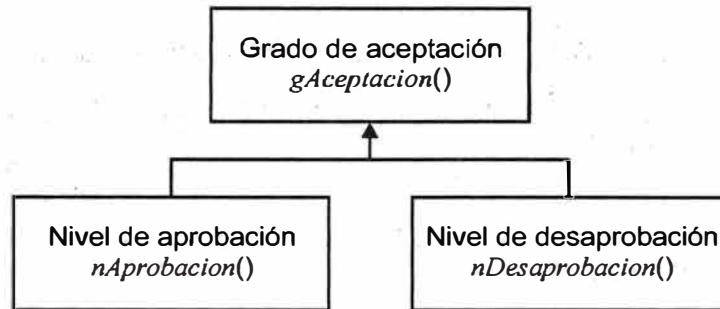 Grado de aceptación
gAceptacion()
Nivel de aprobación
nAprobacion()
Nivel de desaprobación
nDesaprobacion()